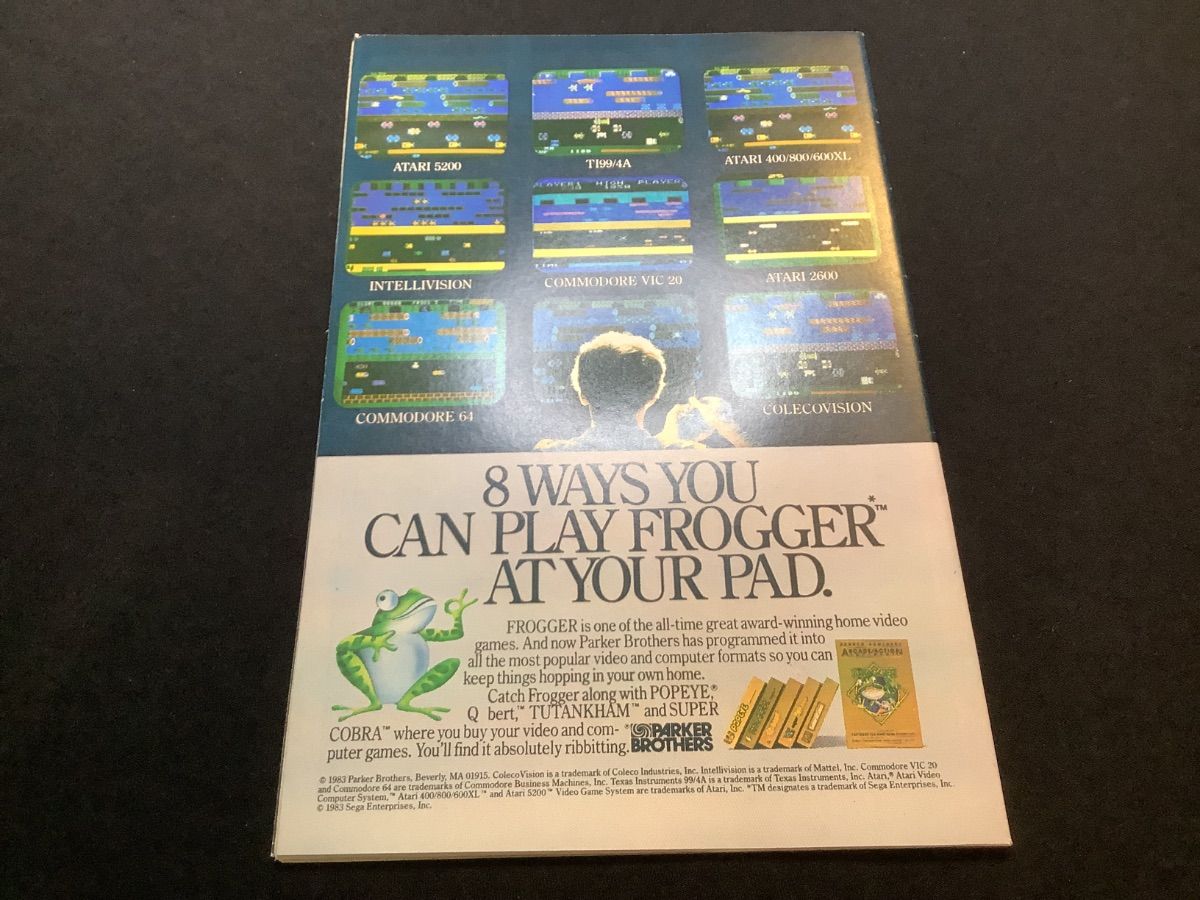 ATARI 5200
TI99/4A
ATARI 400/800/600XL
PLAYER1 HIGH PLAYER
INTELLIVISION
COMMODORE VIC 20
ATARI 2600
COMMODORE 64
COLECOVISION
8 WAYS YOU
CAN PLAY FROGGER*™
AT YOUR PAD.
FROGGER is one of the all-time great award-winning home video
games. And now Parker Brothers has programmed it into
all the most popular video and computer formats so you can
keep things hopping in your own home.
Catch Frogger along with POPEYE,®
Q bert,™ TUTANKHAM™ and SUPER
COBRA™ where you buy your video and com-
puter games. You'll find it absolutely ribbitting.
PARKER
BROTHERS
PARKER BROTHERS
© 1983 Parker Brothers, Beverly, MA 01915. ColecoVision is a trademark of Coleco Industries, Inc. Intellivision is a trademark of Mattel, Inc. Commodore VIC 20
and Commodore 64 are trademarks of Commodore Business Machines, Inc. Texas Instruments 99/4A is a trademark of Texas Instruments, Inc. Atari,® Atari Video
Computer System,™ Atari 400/800/600XL™ and Atari 5200™ Video Game System are trademarks of Atari, Inc. *TM designates a trademark of Sega Enterprises, Inc.
© 1983 Sega Enterprises, Inc.